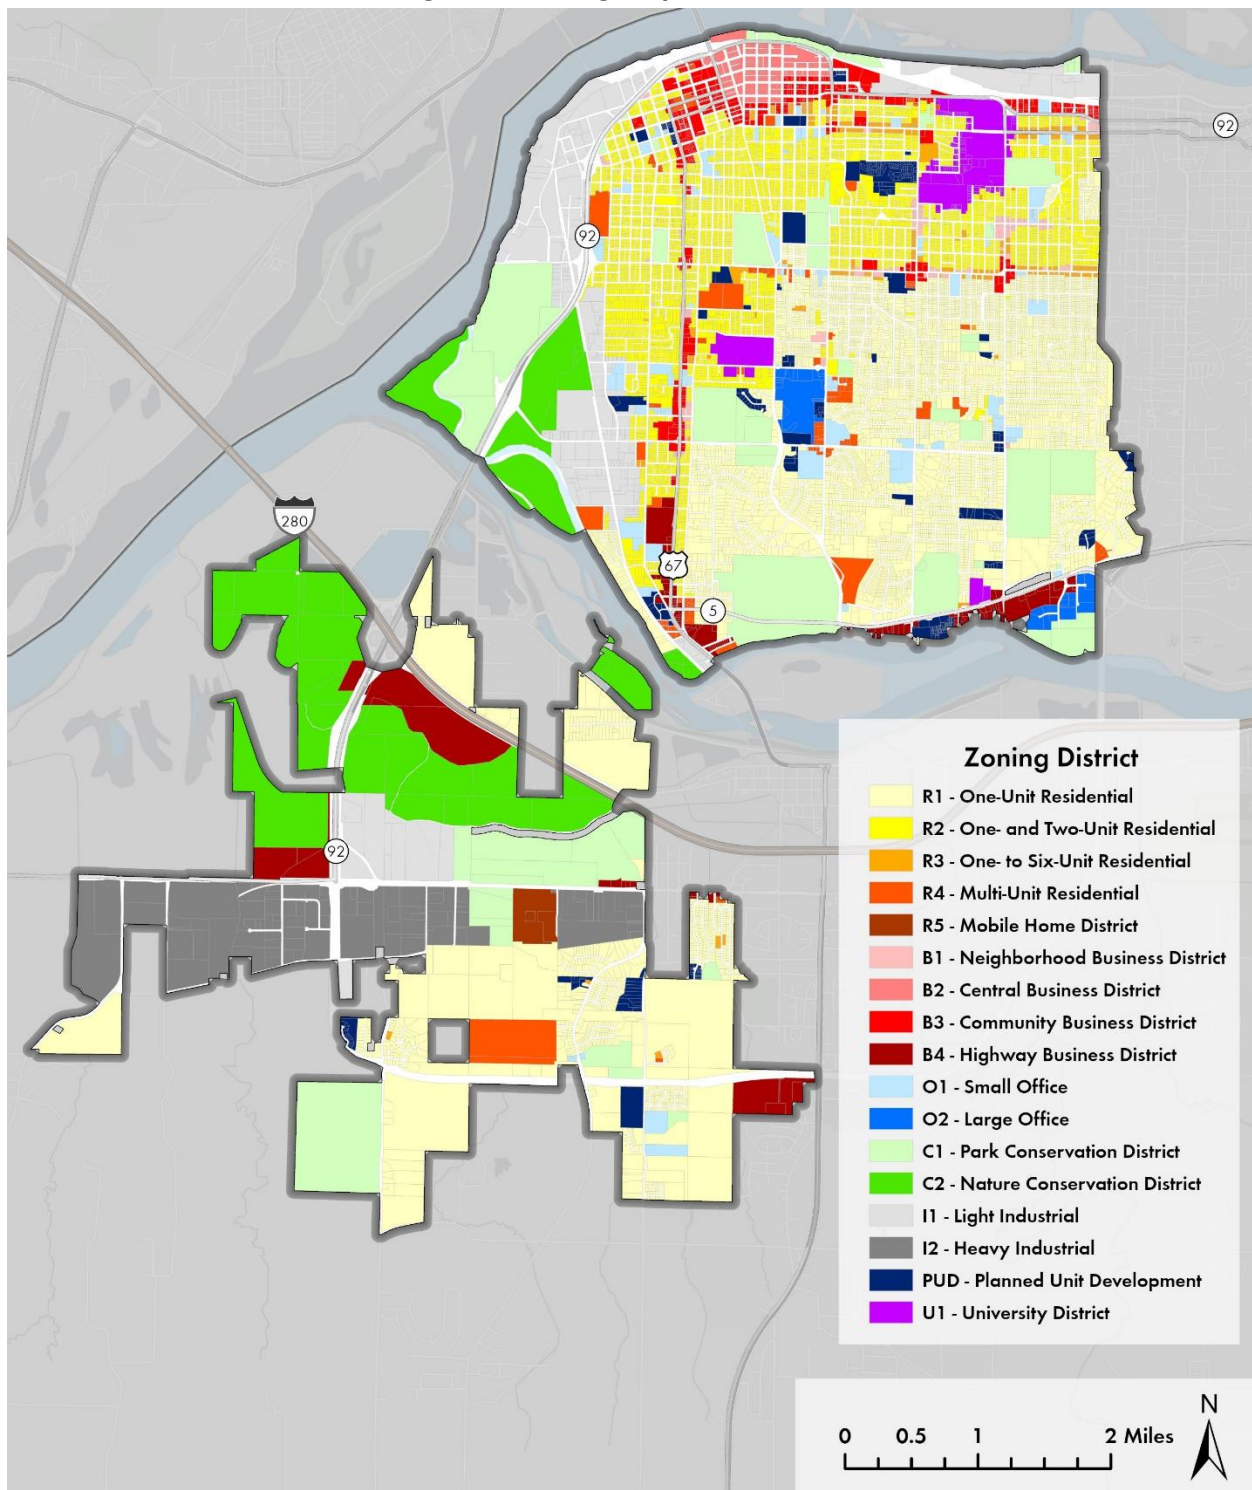 92
92
280
67
5
92
Zoning District
R1 - One-Unit Residential
R2 - One- and Two-Unit Residential
R3 - One- to Six-Unit Residential
R4 - Multi-Unit Residential
R5 - Mobile Home District
B1 - Neighborhood Business District
B2 - Central Business District
B3 - Community Business District
B4 - Highway Business District
O1 - Small Office
O2 - Large Office
C1 - Park Conservation District
C2 - Nature Conservation District
I1 - Light Industrial
I2 - Heavy Industrial
PUD - Planned Unit Development
U1 - University District
N
0 0.5 1 2 Miles